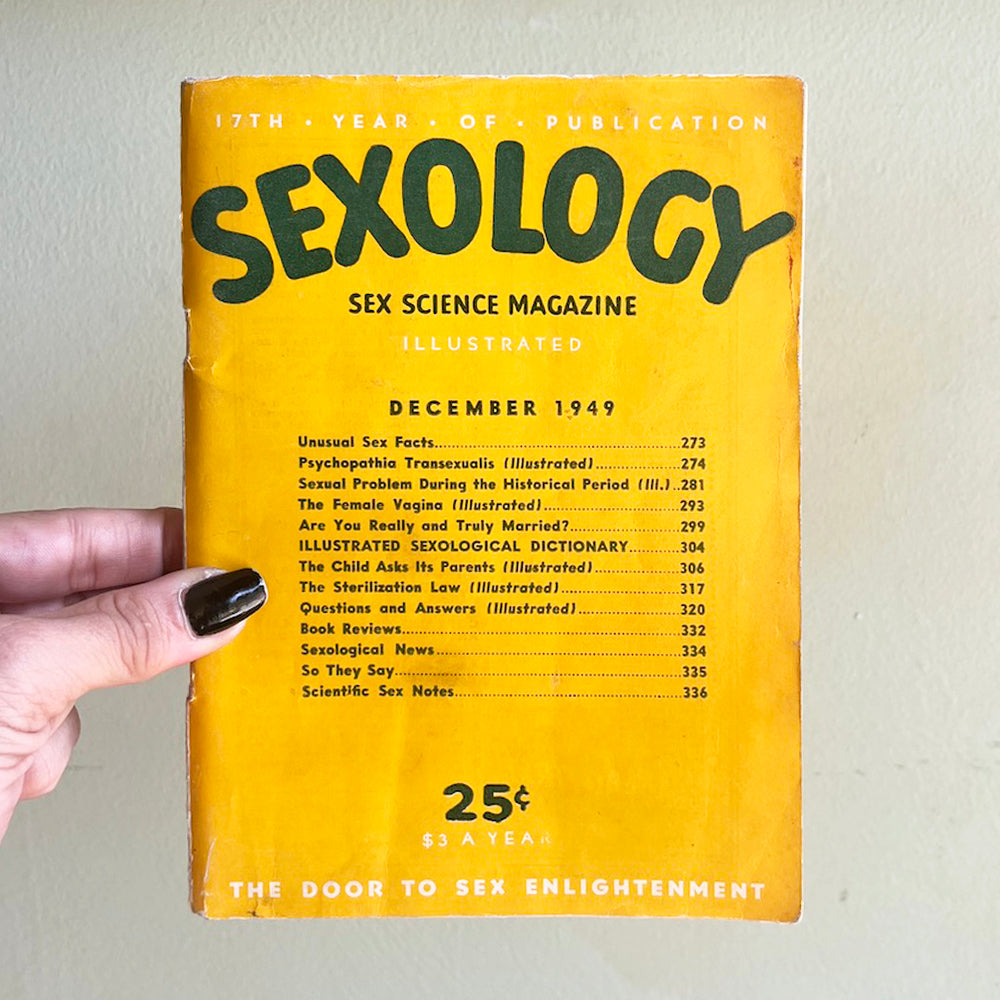 17TH · YEAR · OF · PUBLICATION
SEXOLOGY
SEX SCIENCE MAGAZINE
ILLUSTRATED
DECEMBER 1949
Unusual Sex Facts........................................................273
Psychopathia Transexualis (Illustrated)....................274
Sexual Problem During the Historical Period (Ill.)..281
The Female Vagina (Illustrated)................................293
Are You Really and Truly Married?..........................299
ILLUSTRATED SEXOLOGICAL DICTIONARY............304
The Child Asks Its Parents (Illustrated)....................306
The Sterilization Law (Illustrated)............................317
Questions and Answers (Illustrated).........................320
Book Reviews................................................................332
Sexological News.........................................................334
So They Say..................................................................335
Scientific Sex Notes.....................................................336
25¢
$3 A YEAR
THE DOOR TO SEX ENLIGHTENMENT